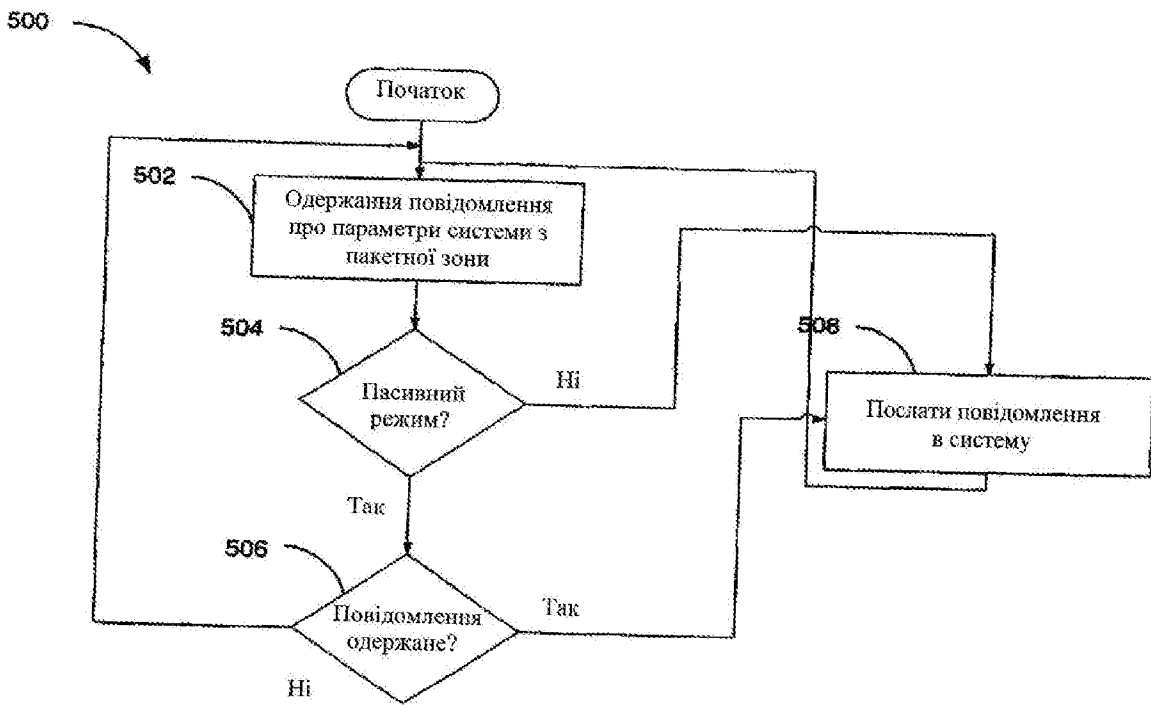 500
Початок
502
Одержання повідомлення
про параметри системи з
пакетної зони
504
Пасивний
режим?
Ні
508
Послати повідомлення
в систему
Так
506
Повідомлення
одержане?
Так
Ні